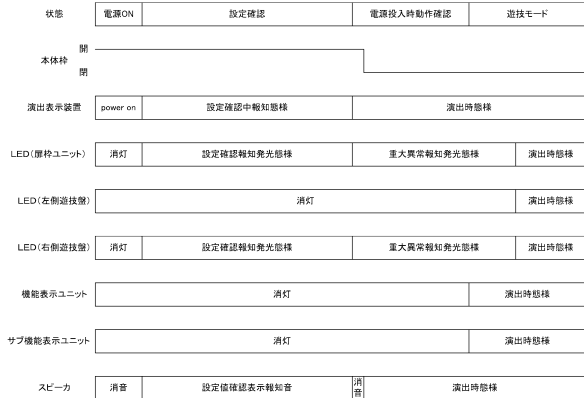 状態 電源ON 設定確認 電源投入時動作確認 遊技モード
開
本体枠
閉
演出表示装置 power on 設定確認中報知態様 演出時態様
LED(扉枠ユニット) 消灯 設定確認報知発光態様 重大異常報知発光態様 演出時態様
LED(左側遊技盤) 消灯 演出時態様
LED(右側遊技盤) 消灯 設定確認報知発光態様 重大異常報知発光態様 演出時態様
機能表示ユニット 消灯 演出時態様
サブ機能表示ユニット 消灯 演出時態様
スピーカ 消音 設定値確認表示報知音 消音 演出時態様